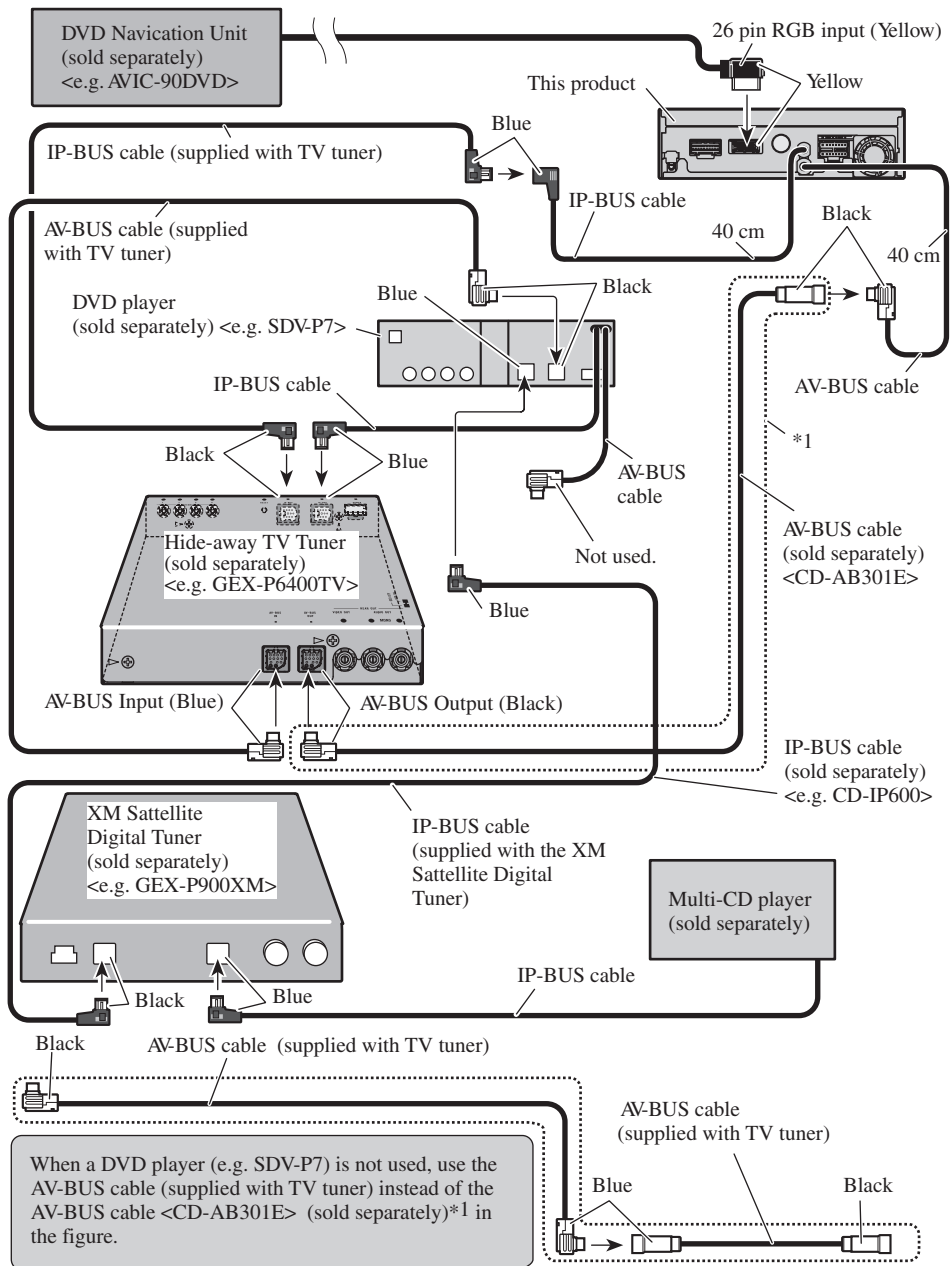 DVD Navigation Unit
(sold separately)
<e.g. AVIC-90DVD>
26 pin RGB input (Yellow)
This product
Yellow
Blue
IP-BUS cable (supplied with TV tuner)
IP-BUS cable
40 cm
Black
40 cm
AV-BUS cable (supplied
with TV tuner)
DVD player
(sold separately) <e.g. SDV-P7>
Blue
Black
IP-BUS cable
AV-BUS cable
*1
Black
Blue
AV-BUS
cable
Not used.
AV-BUS cable
(sold separately)
<CD-AB301E>
Hide-away TV Tuner
(sold separately)
<e.g. GEX-P6400TV>
Blue
AV-BUS Input (Blue)
AV-BUS Output (Black)
IP-BUS cable
(sold separately)
<e.g. CD-IP600>
XM Sattellite
Digital Tuner
(sold separately)
<e.g. GEX-P900XM>
IP-BUS cable
(supplied with the XM
Sattellite Digital
Tuner)
Multi-CD player
(sold separately)
IP-BUS cable
Black
Blue
Black
AV-BUS cable (supplied with TV tuner)
AV-BUS cable
(supplied with TV tuner)
When a DVD player (e.g. SDV-P7) is not used, use the
AV-BUS cable (supplied with TV tuner) instead of the
AV-BUS cable <CD-AB301E> (sold separately)*1 in
the figure.
Blue
Black